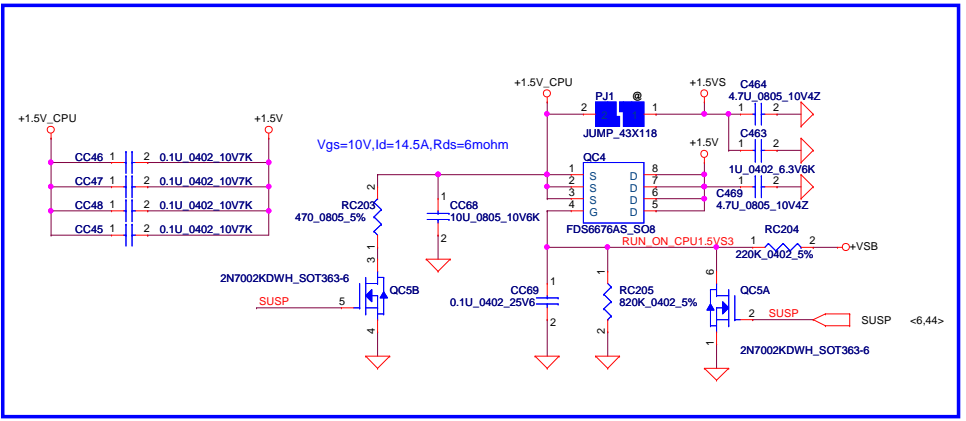 +1.5V_CPU
+1.5V
CC46 1 2 0.1U_0402_10V7K
CC47 1 2 0.1U_0402_10V7K
CC48 1 2 0.1U_0402_10V7K
CC45 1 2 0.1U_0402_10V7K
Vgs=10V,Id=14.5A,Rds=6mohm
2
RC203
470_0805_5%
1
3
1
CC68
10U_0805_10V6K
2
2N7002KDWH_SOT363-6
SUSP 5
QC5B
4
+1.5V_CPU
PJ1 @
2 2 1 1
JUMP_43X118
+1.5VS
C464
4.7U_0805_10V4Z
1 2
C463
1 2
1U_0402_6.3V6K
+1.5V
1 2
C469
4.7U_0805_10V4Z
QC4
1 S D 8
2 S D 7
3 S D 6
4 G D 5
FDS6676AS_SO8
RUN_ON_CPU1.5VS3
RC204
1 2 +VSB
220K_0402_5%
1
CC69
0.1U_0402_25V6
2
1
RC205
820K_0402_5%
2
6
QC5A
2 SUSP
SUSP <6,44>
1
2N7002KDWH_SOT363-6